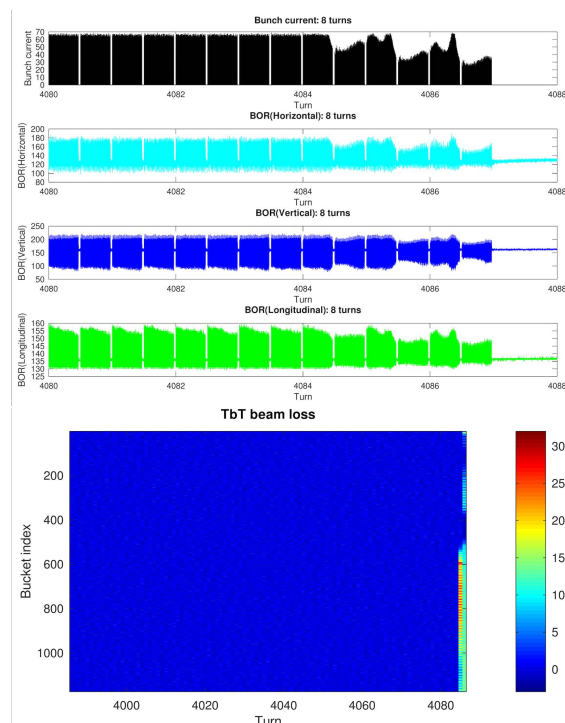 Bunch current: 8 turns
Bunch current
70
60
50
40
30
20
10
0
4080 4082 4084 4086 4088
Turn
BOR(Horizontal): 8 turns
BOR(Horizontal)
200
180
160
140
120
100
80
4080 4082 4084 4086 4088
Turn
BOR(Vertical): 8 turns
BOR(Vertical)
250
200
150
100
50
4080 4082 4084 4086 4088
Turn
BOR(Longitudinal): 8 turns
BOR(Longitudinal)
160
155
150
145
140
135
130
125
4080 4082 4084 4086 4088
Turn
TbT beam loss
Bucket index
200
400
600
800
1000
4000 4020 4040 4060 4080
Turn
30
25
20
15
10
5
0